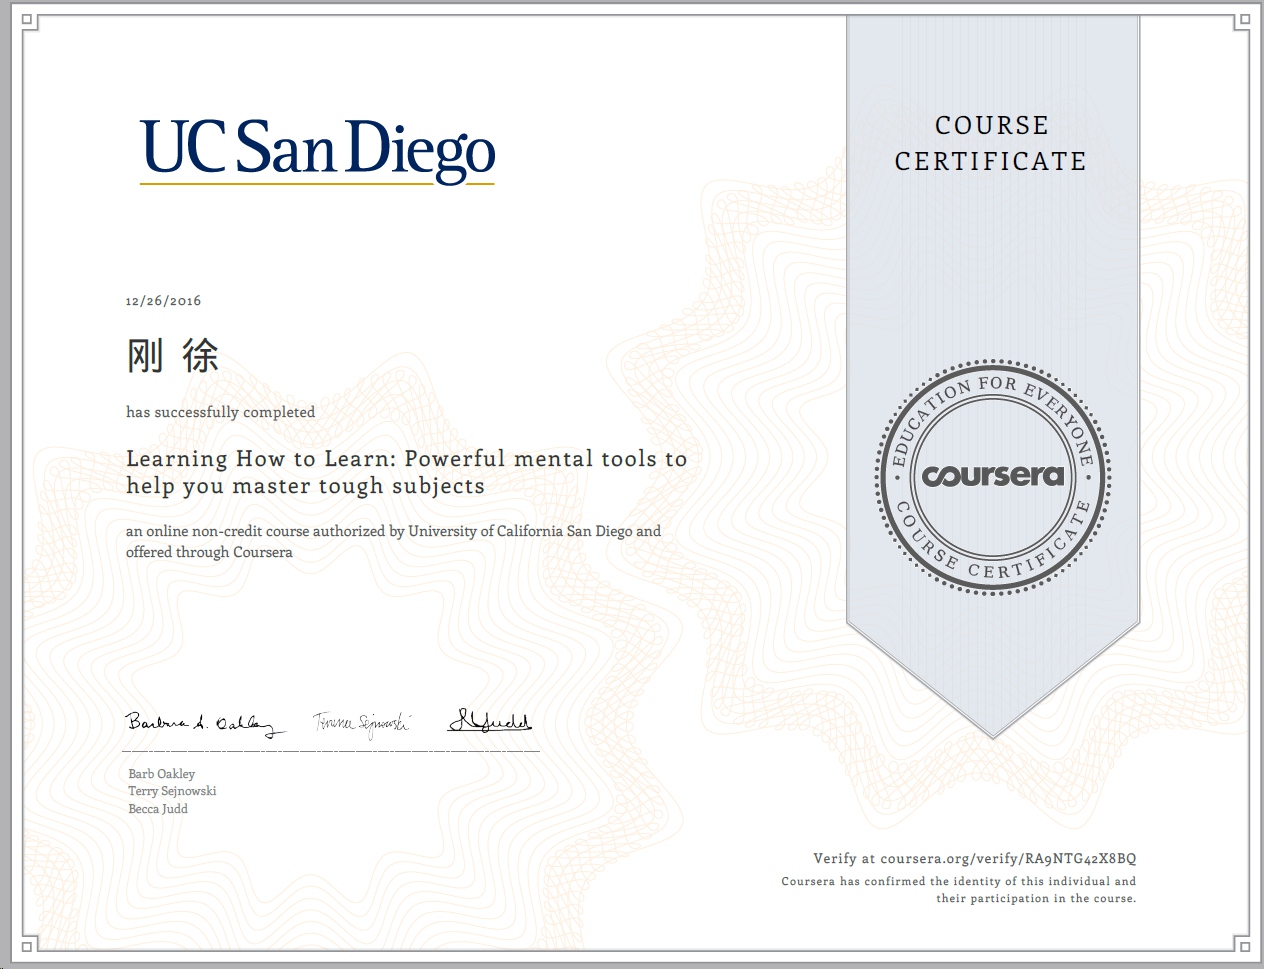 UC San Diego
COURSE
CERTIFICATE
12/26/2016
刚 徐
has successfully completed
Learning How to Learn: Powerful mental tools to
help you master tough subjects
an online non-credit course authorized by University of California San Diego and
offered through Coursera
EDUCATION FOR EVERYONE
coursera
COURSE CERTIFICATE
Barbara A. Oakley Terrence Sejnowski
Barb Oakley
Terry Sejnowski
Becca Judd
Verify at coursera.org/verify/RA9NTG42X8BQ
Coursera has confirmed the identity of this individual and
their participation in the course.